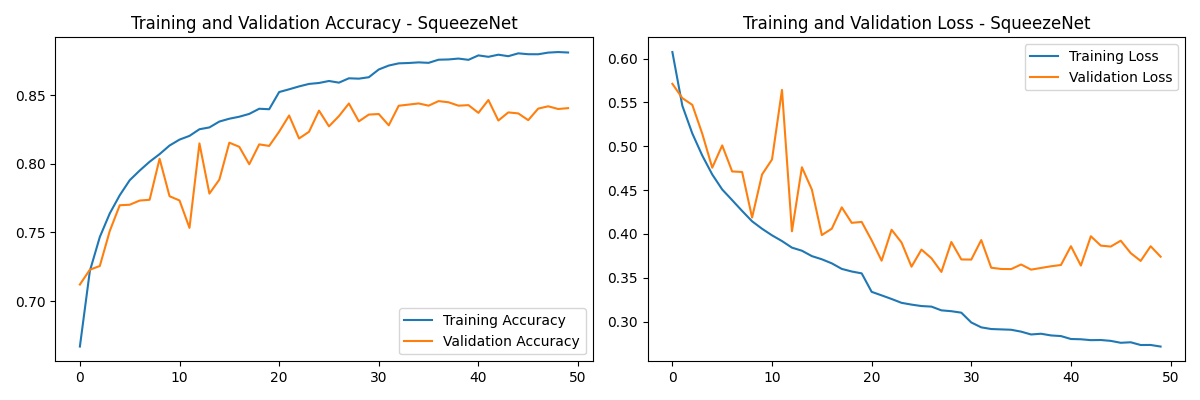 Training and Validation Accuracy - SqueezeNet
0.85
0.80
0.75
0.70
Training Accuracy
Validation Accuracy
0 10 20 30 40 50
Training and Validation Loss - SqueezeNet
0.60
0.55
0.50
0.45
0.40
0.35
0.30
Training Loss
Validation Loss
0 10 20 30 40 50